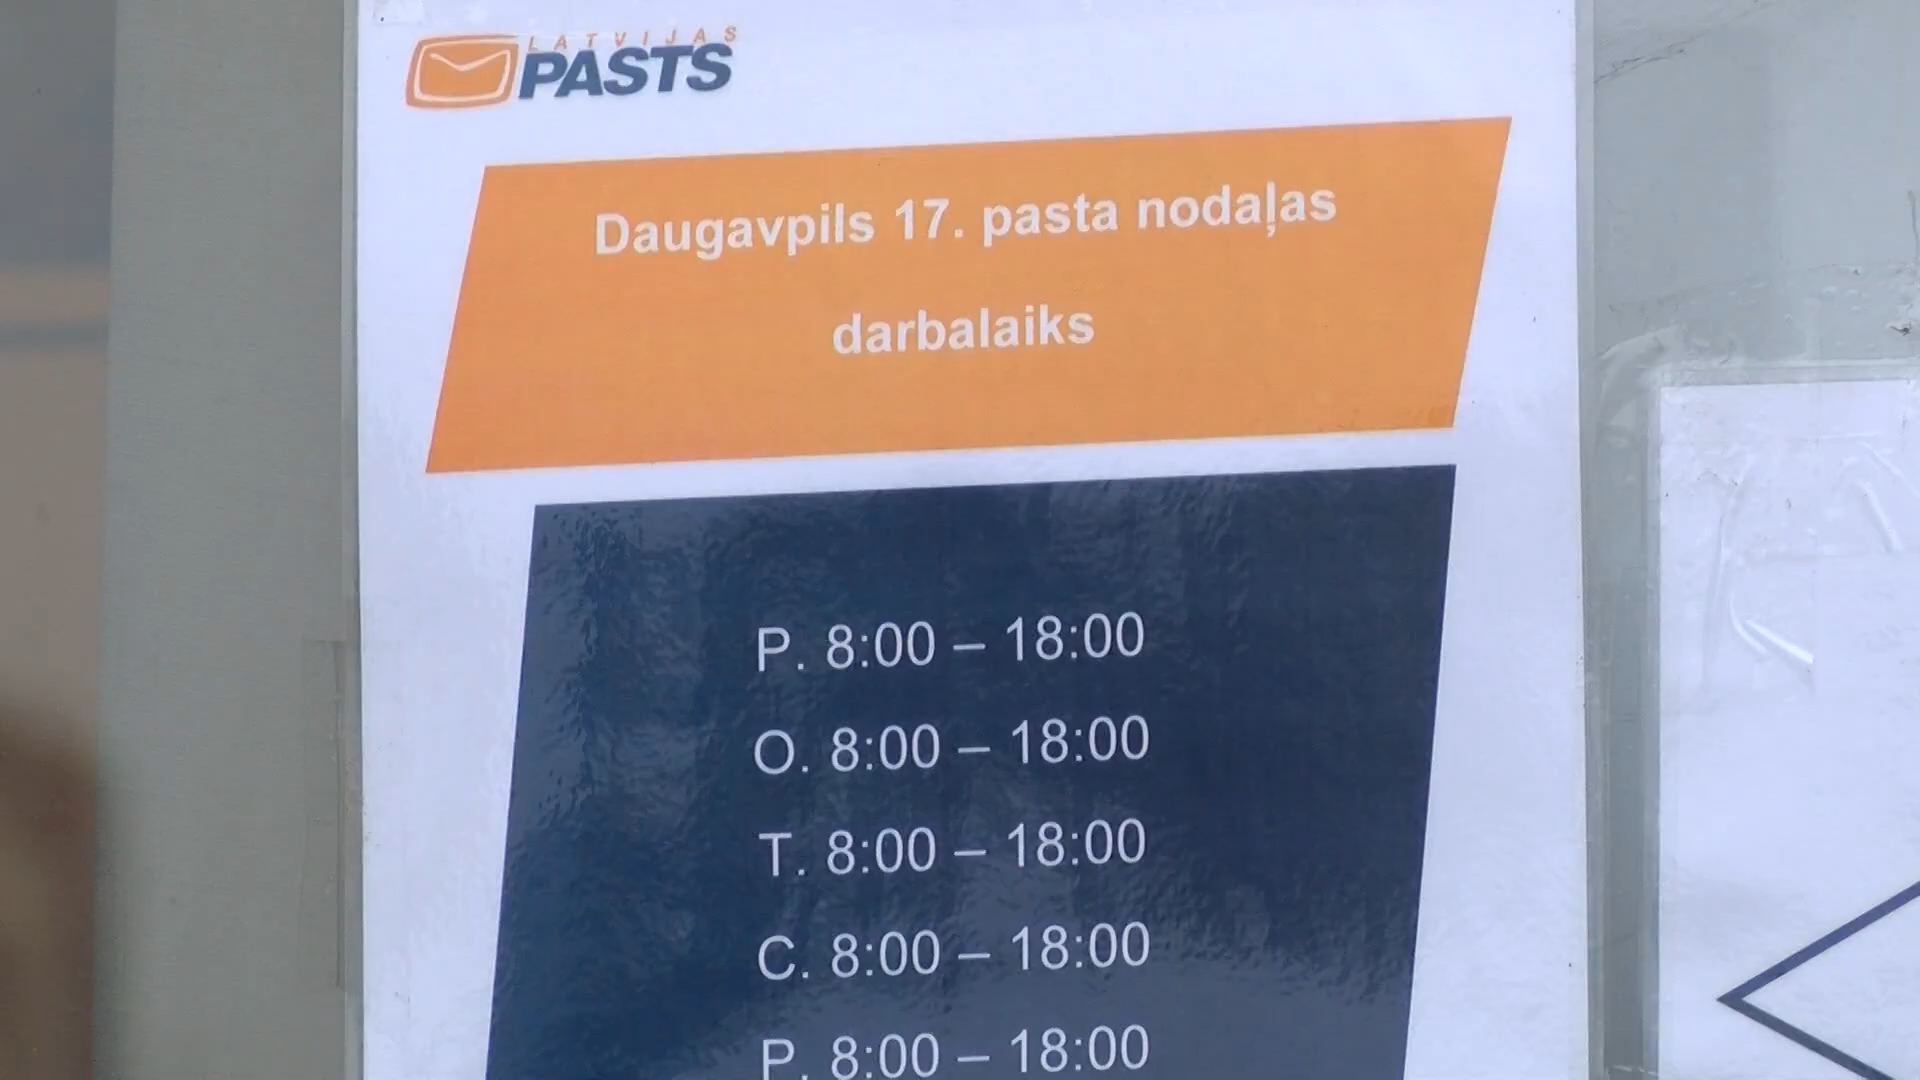 LATVIJAS
PASTS
Daugavpils 17. pasta nodaļas
darbalaiks
P. 8:00 – 18:00
O. 8:00 – 18:00
T. 8:00 – 18:00
C. 8:00 – 18:00
P. 8:00 – 18:00